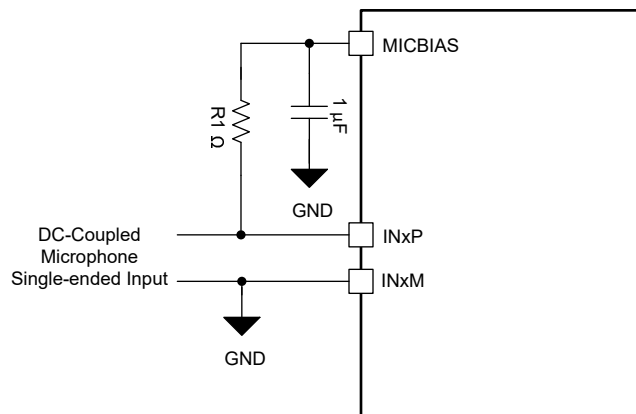 MICBIAS
R1 Ω
1 µF
GND
DC-Coupled
Microphone
Single-ended Input
INxP
INxM
GND